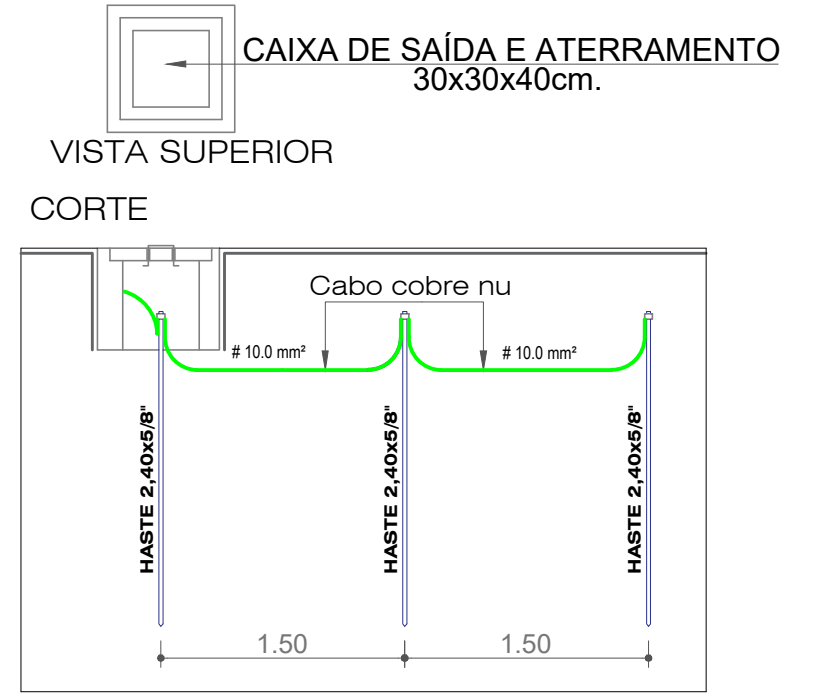 CAIXA DE SAÍDA E ATERRAMENTO
30x30x40cm.
VISTA SUPERIOR
CORTE
Cabo cobre nu
# 10.0 mm²
# 10.0 mm²
HASTE 2,40x5/8"
HASTE 2,40x5/8"
HASTE 2,40x5/8"
1.50
1.50